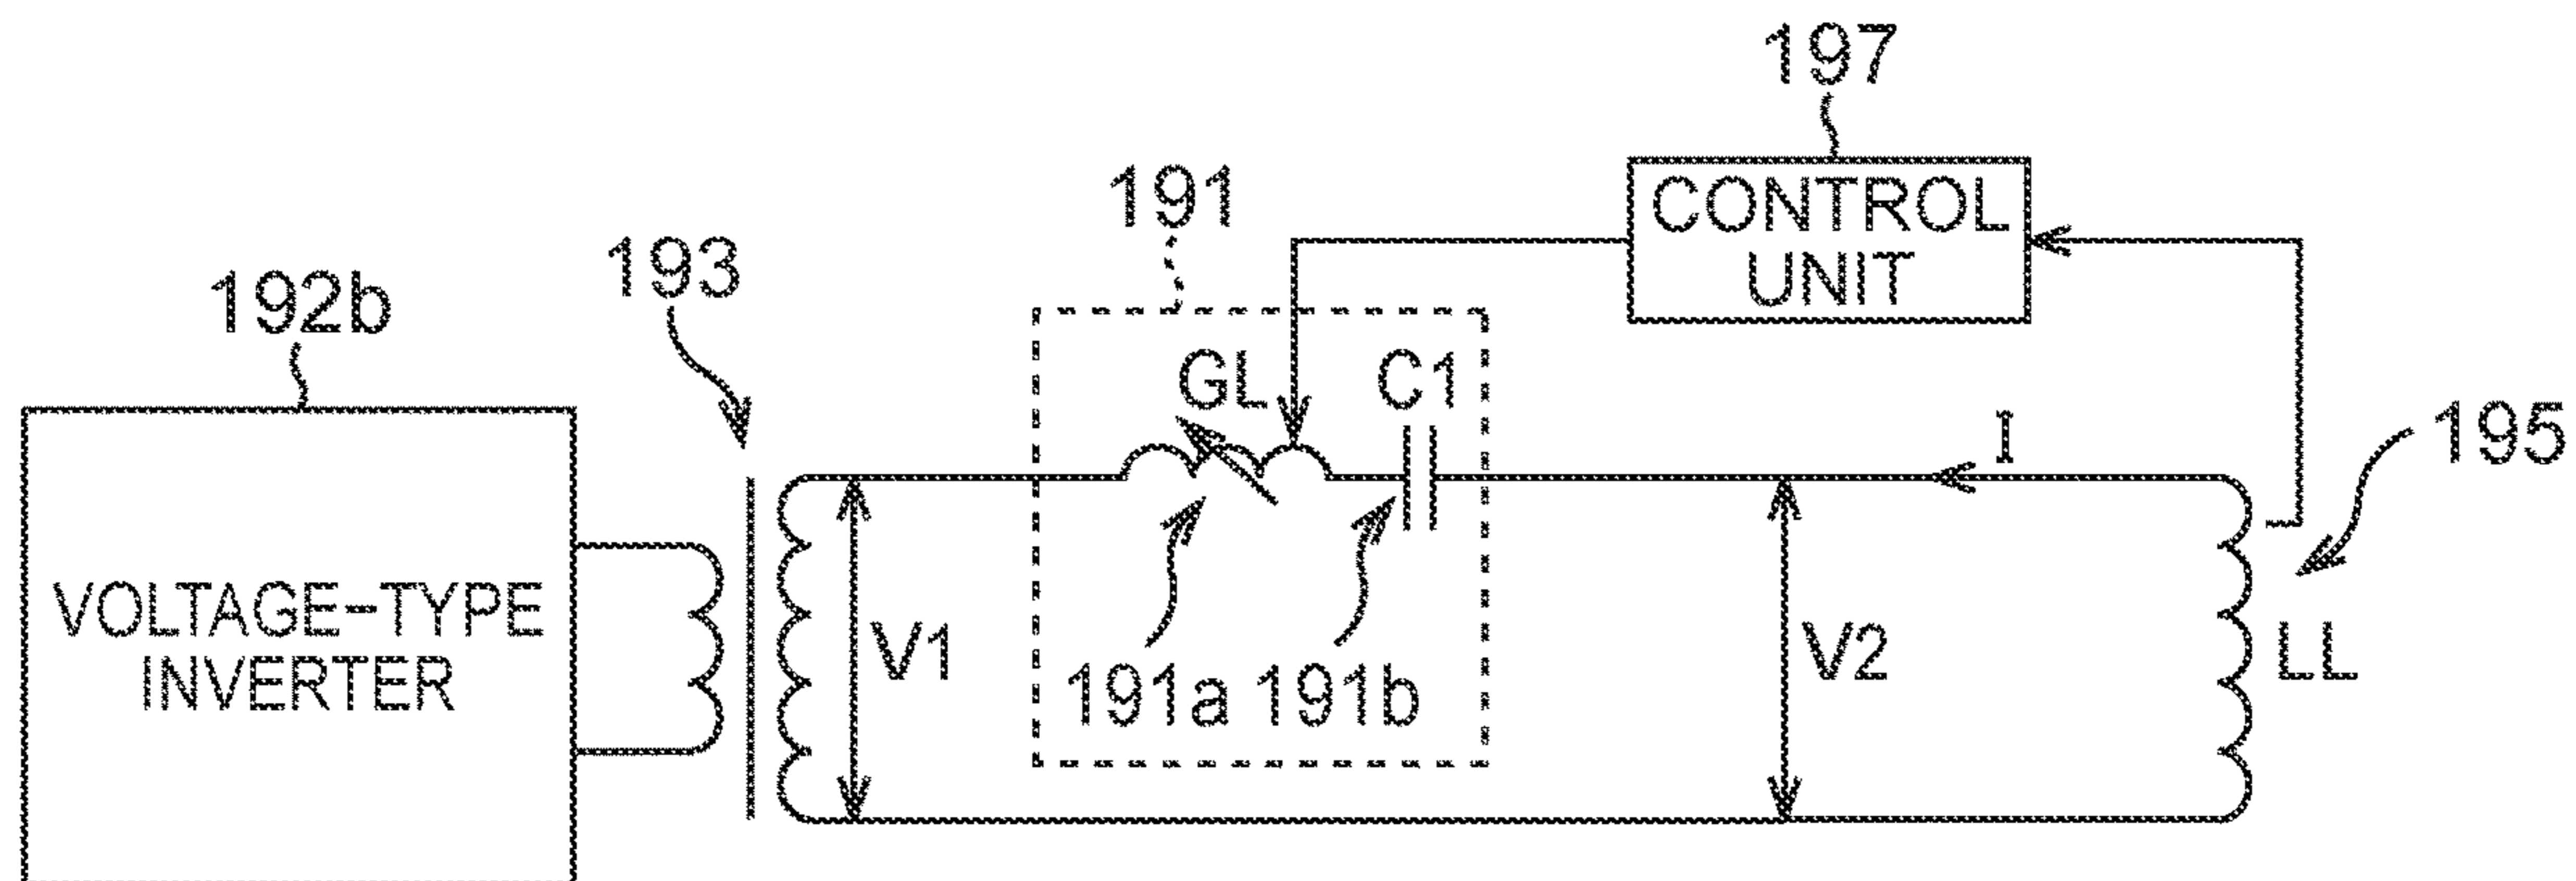 197
191
CONTROL
UNIT
193
192b
GL
C1
I
195
VOLTAGE-TYPE
INVERTER
V1
V2
LL
191a 191b